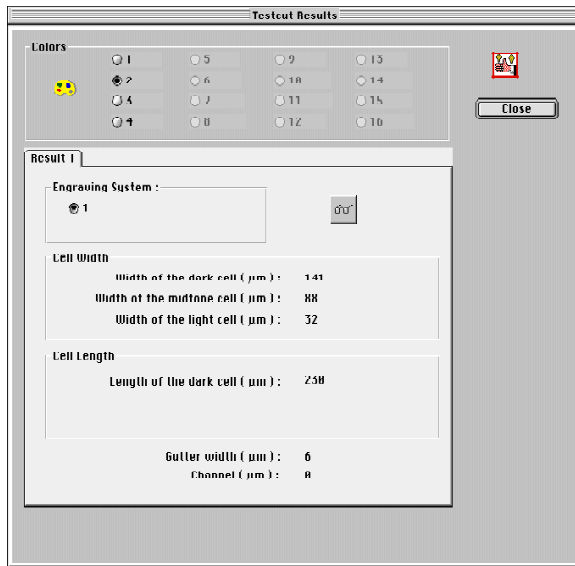 Testcut Results
Colors
1 5 9 13
2 6 10 14
3 7 11 15
4 8 12 16
Close
Result 1
Engraving System :
1
Cell Width
Width of the dark cell ( µm ) : 141
Width of the midtone cell ( µm ) : 88
Width of the light cell ( µm ) : 32
Cell Length
Length of the dark cell ( µm ) :
Gutter width ( µm ) : 6
Channel ( µm ) : 0